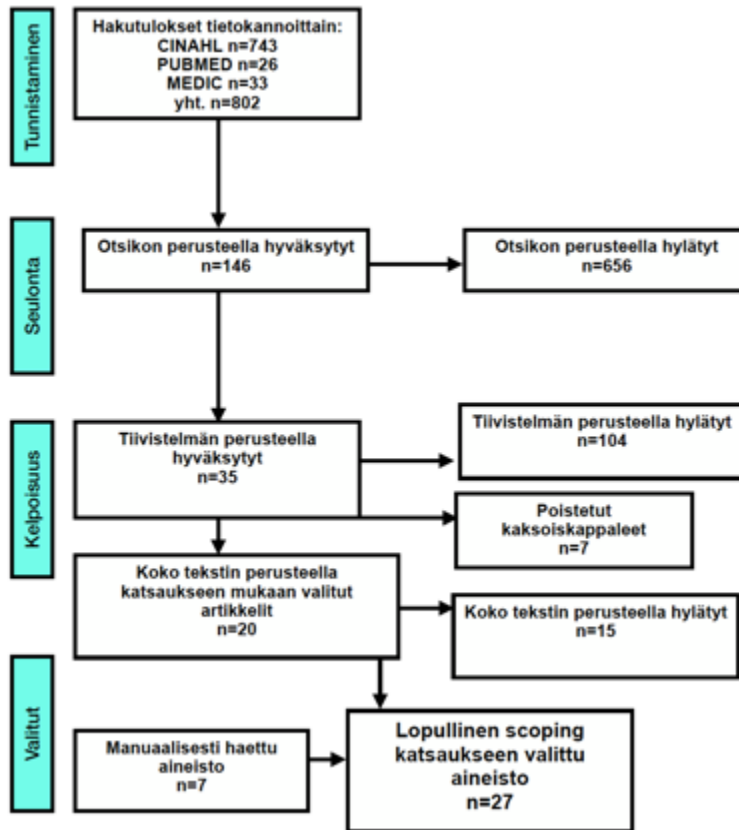 Tunnistaminen
Hakutulokset tietokannoittain:
CINAHL n=743
PUBMED n=26
MEDIC n=33
yht. n=802
Seulonta
Otsikon perusteella hyväksytyt
n=146
Otsikon perusteella hylätyt
n=656
Kelpoisuus
Tiivistelmän perusteella
hyväksytyt
n=35
Tiivistelmän perusteella hylätyt
n=104
Poistetut
kaksoiskappaleet
n=7
Koko tekstin perusteella
katsaukseen mukaan valitut
artikkelit
n=20
Koko tekstin perusteella hylätyt
n=15
Valitut
Manuaalisesti haettu
aineisto
n=7
Lopullinen scoping
katsaukseen valittu
aineisto
n=27